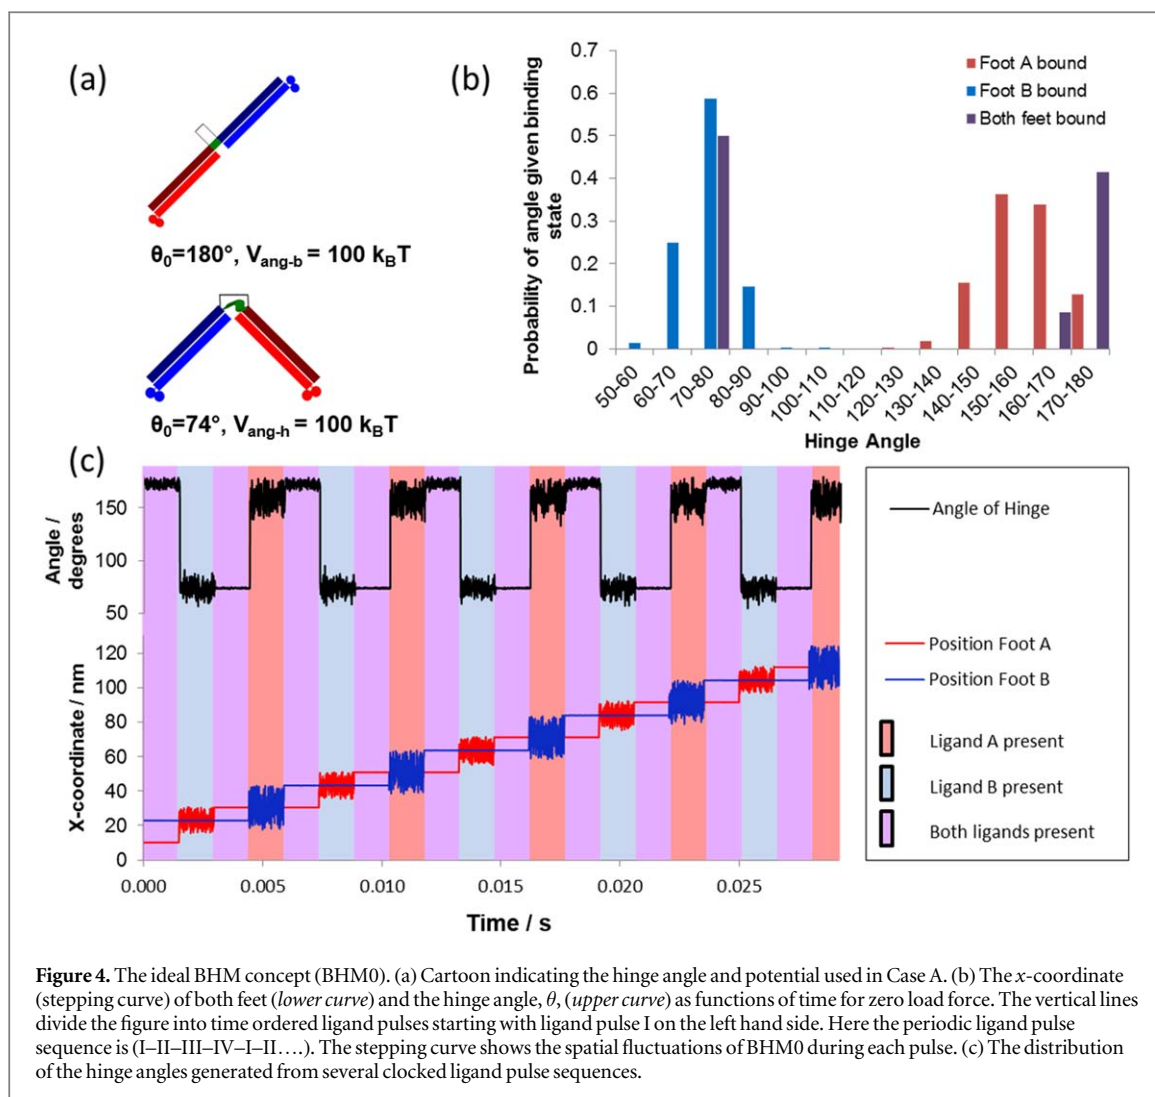 (a)
θ₀=180°, V_ang-b = 100 k_BT
θ₀=74°, V_ang-h = 100 k_BT
(b)
Probability of angle given binding
state
0.7
0.6
0.5
0.4
0.3
0.2
0.1
0
Foot A bound
Foot B bound
Both feet bound
50-60
60-70
70-80
80-90
90-100
100-110
110-120
120-130
130-140
140-150
150-160
160-170
170-180
Hinge Angle
(c)
Angle /
degrees
150
100
50
X-coordinate / nm
120
100
80
60
40
20
0
0.000
0.005
0.010
0.015
0.020
0.025
Time / s
Angle of Hinge
Position Foot A
Position Foot B
Ligand A present
Ligand B present
Both ligands present
Figure 4. The ideal BHM concept (BHM0). (a) Cartoon indicating the hinge angle and potential used in Case A. (b) The x-coordinate
(stepping curve) of both feet (lower curve) and the hinge angle, θ, (upper curve) as functions of time for zero load force. The vertical lines
divide the figure into time ordered ligand pulses starting with ligand pulse I on the left hand side. Here the periodic ligand pulse
sequence is (I–II–III–IV–I–II….). The stepping curve shows the spatial fluctuations of BHM0 during each pulse. (c) The distribution
of the hinge angles generated from several clocked ligand pulse sequences.